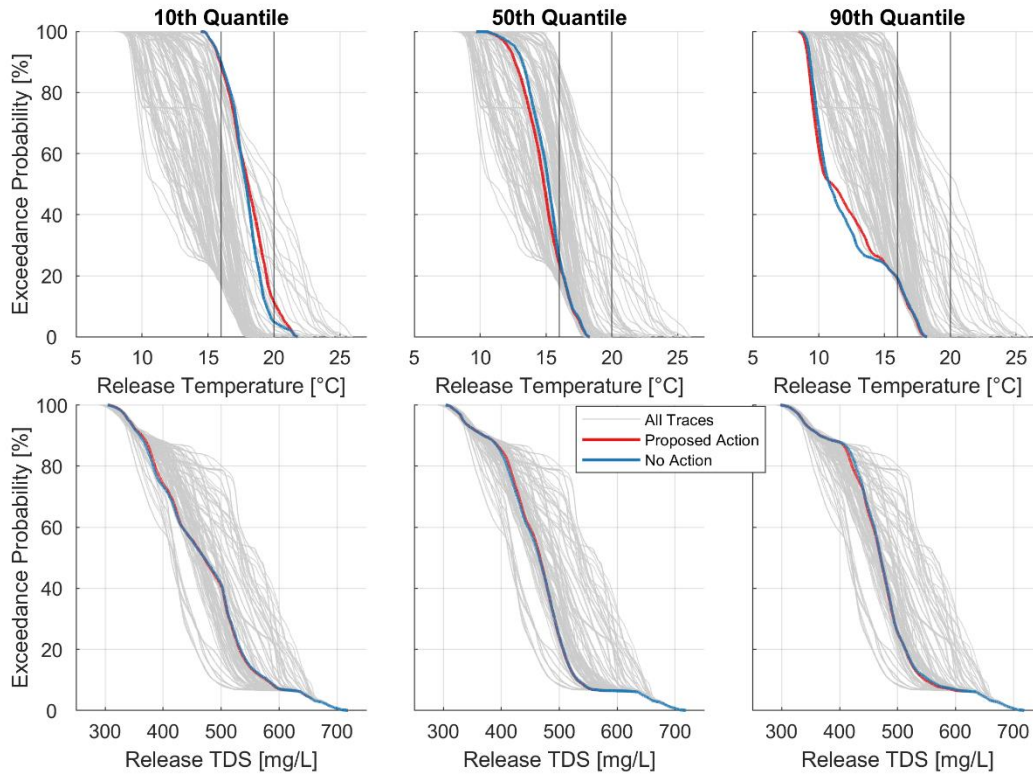 10th Quantile 50th Quantile 90th Quantile
Exceedance Probability [%]
100
80
60
40
20
0
5 10 15 20 25 5 10 15 20 25 5 10 15 20 25
Release Temperature [°C] Release Temperature [°C] Release Temperature [°C]
Exceedance Probability [%]
100
80
60
40
20
0
All Traces
Proposed Action
No Action
300 400 500 600 700 300 400 500 600 700 300 400 500 600 700
Release TDS [mg/L] Release TDS [mg/L] Release TDS [mg/L]